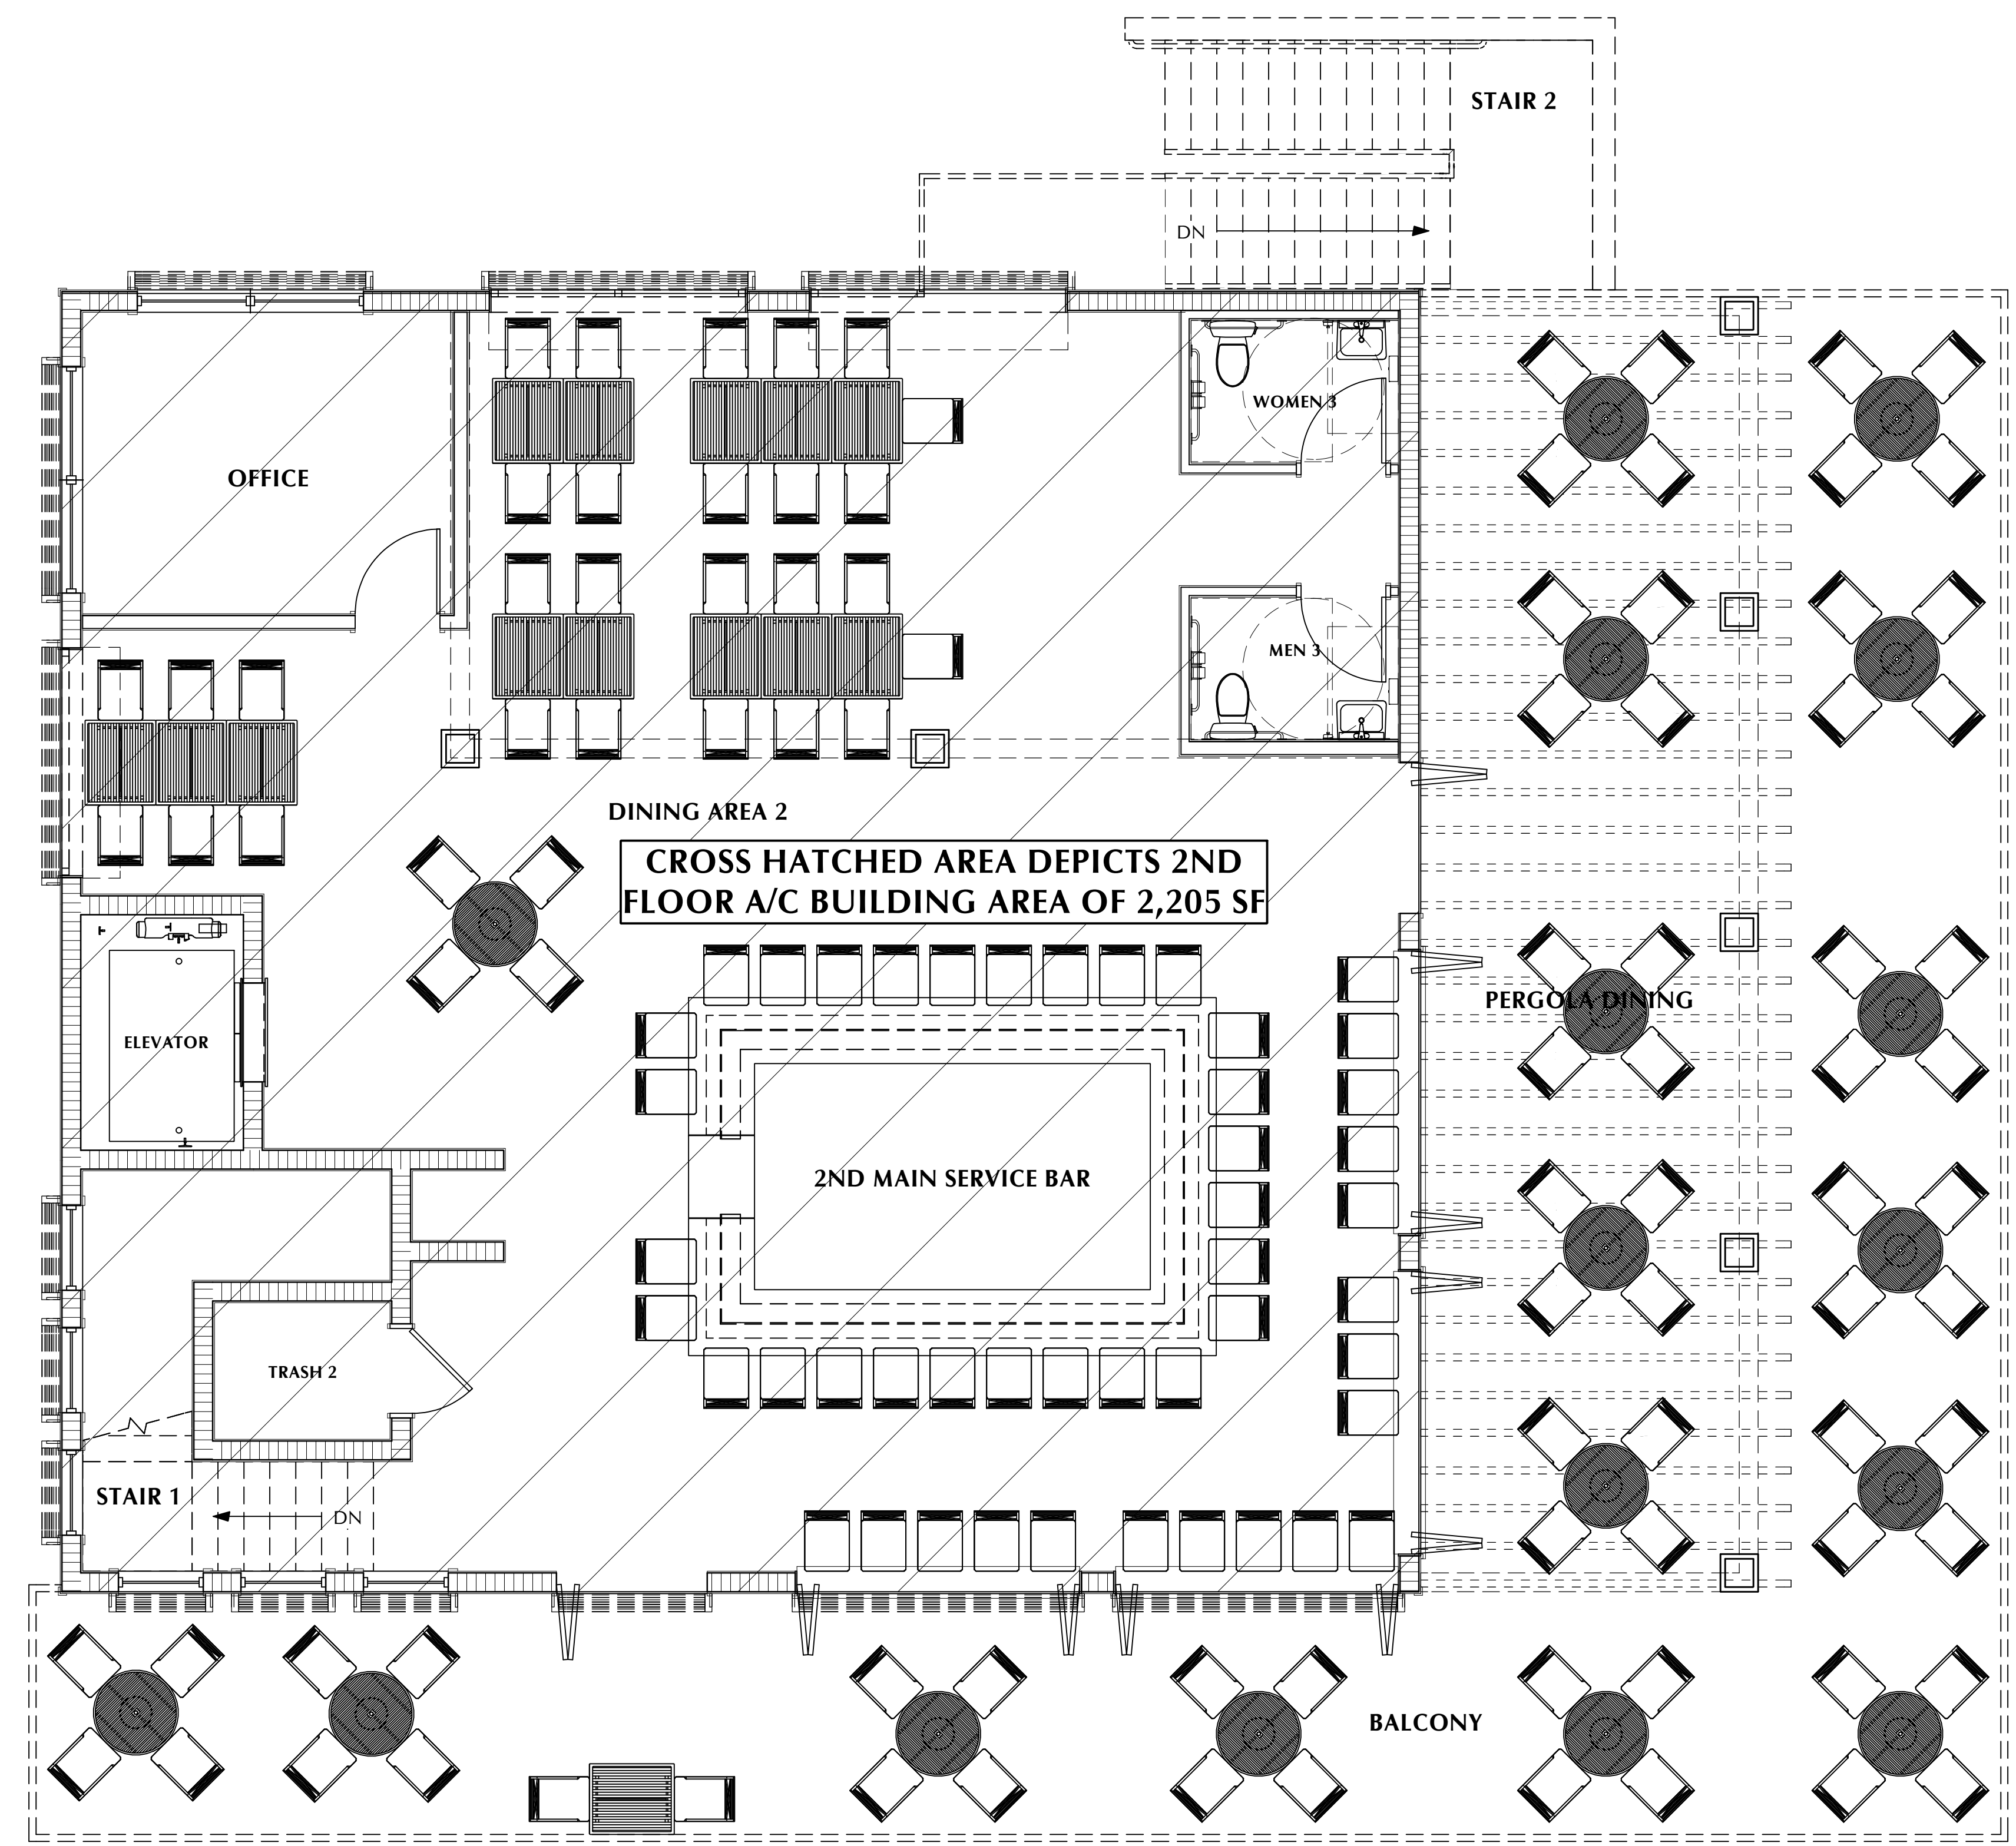 STAIR 2
DN
WOMEN 3
OFFICE
MEN 3
DINING AREA 2
CROSS HATCHED AREA DEPICTS 2ND
FLOOR A/C BUILDING AREA OF 2,205 SF
PERGOLA DINING
ELEVATOR
2ND MAIN SERVICE BAR
TRASH 2
STAIR 1
DN
BALCONY